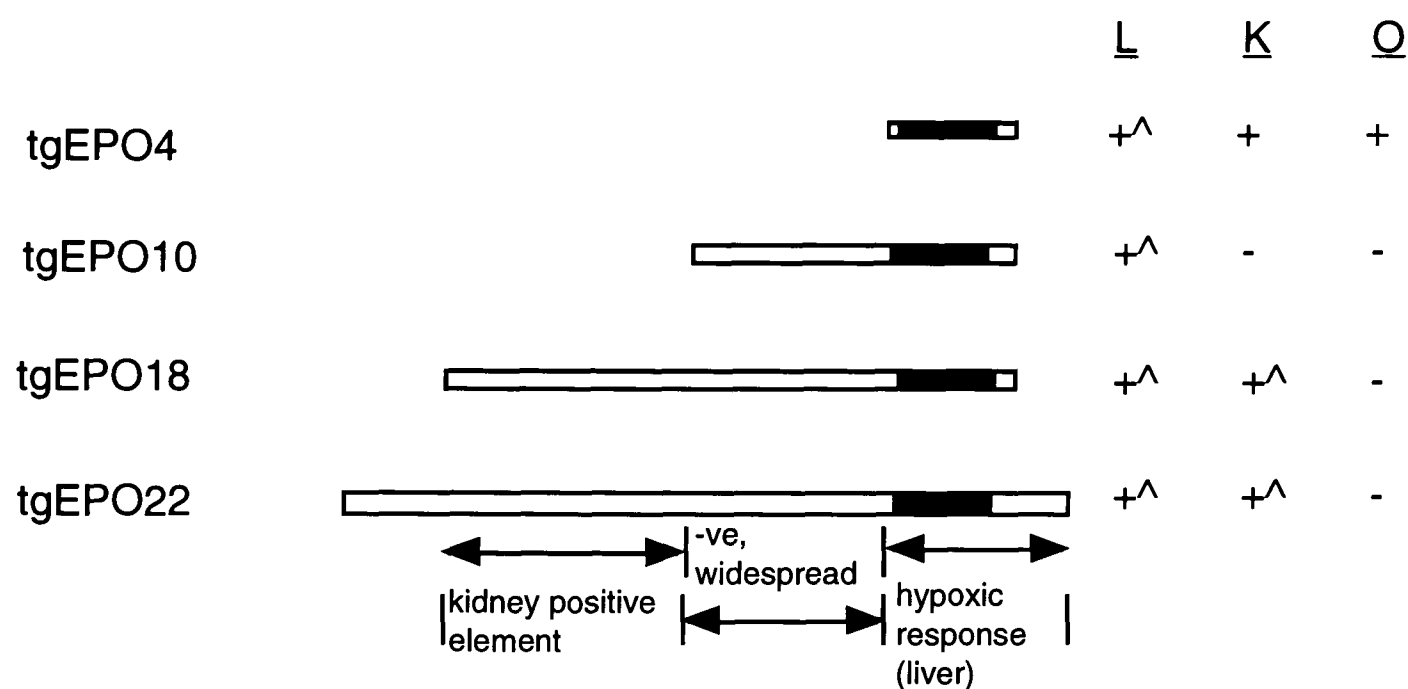 L K O
tgEPO4 +^ + +
tgEPO10 +^ - -
tgEPO18 +^ +^ -
tgEPO22 +^ +^ -
-ve,
widespread
kidney positive
element
hypoxic
response
(liver)